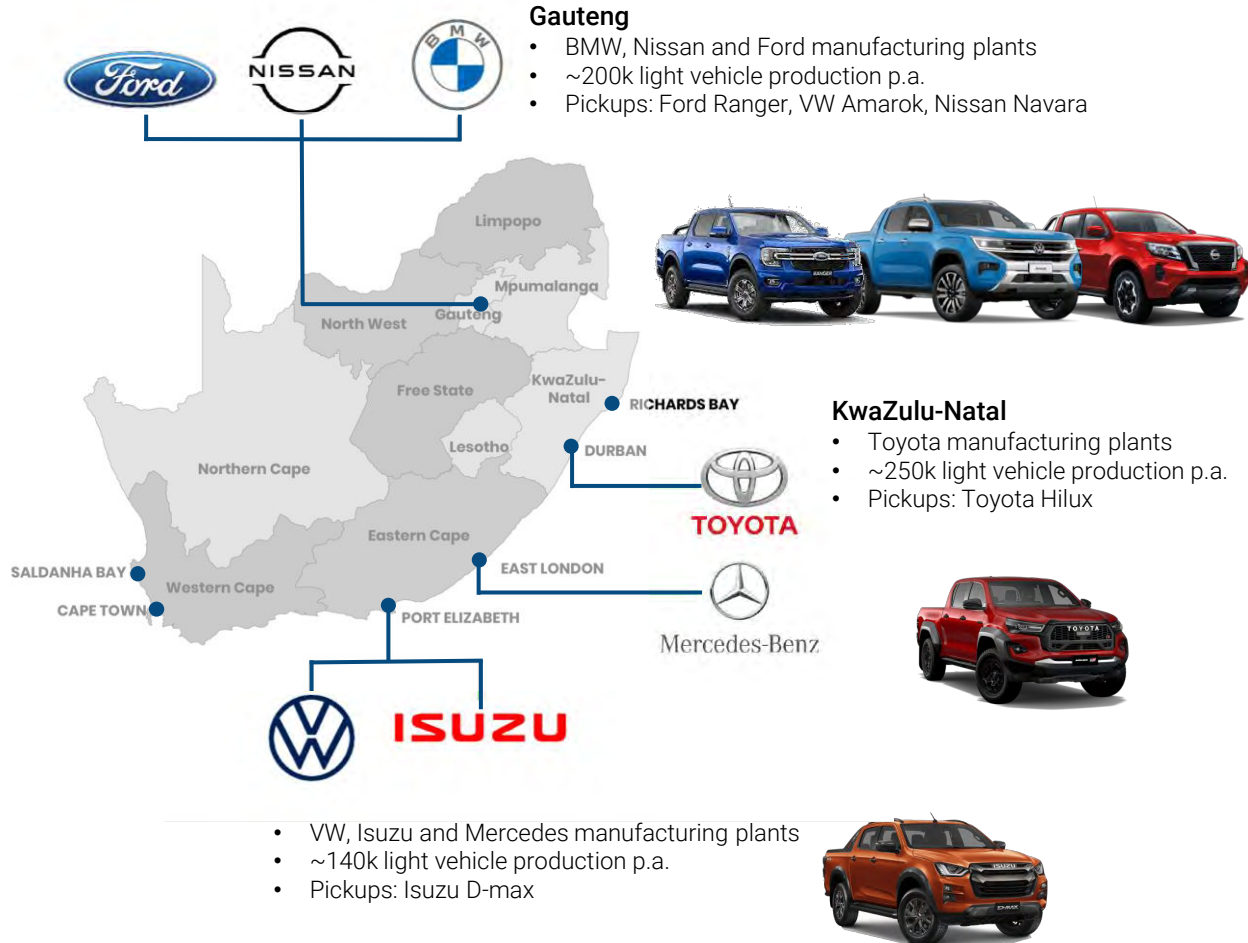 Gauteng
• BMW, Nissan and Ford manufacturing plants
• ~200k light vehicle production p.a.
• Pickups: Ford Ranger, VW Amarok, Nissan Navara
Ford
NISSAN
BMW
Limpopo
Mpumalanga
Gauteng
North West
RANGER
Free State
KwaZulu-
Natal
RICHARDS BAY
Lesotho
DURBAN
Northern Cape
KwaZulu-Natal
• Toyota manufacturing plants
• ~250k light vehicle production p.a.
• Pickups: Toyota Hilux
TOYOTA
Eastern Cape
EAST LONDON
SALDANHA BAY
Western Cape
CAPE TOWN
PORT ELIZABETH
Mercedes-Benz
TOYOTA
ISUZU
• VW, Isuzu and Mercedes manufacturing plants
• ~140k light vehicle production p.a.
• Pickups: Isuzu D-max
ISUZU
D-MAX